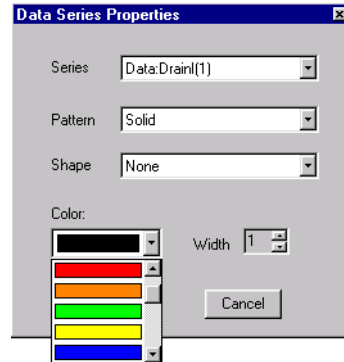 Data Series Properties
Series Data:DrainI(1)
Pattern Solid
Shape None
Color:
Width 1
Cancel